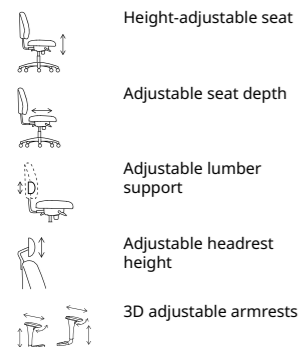 Height-adjustable seat
Adjustable seat depth
Adjustable lumber
support
Adjustable headrest
height
3D adjustable armrests